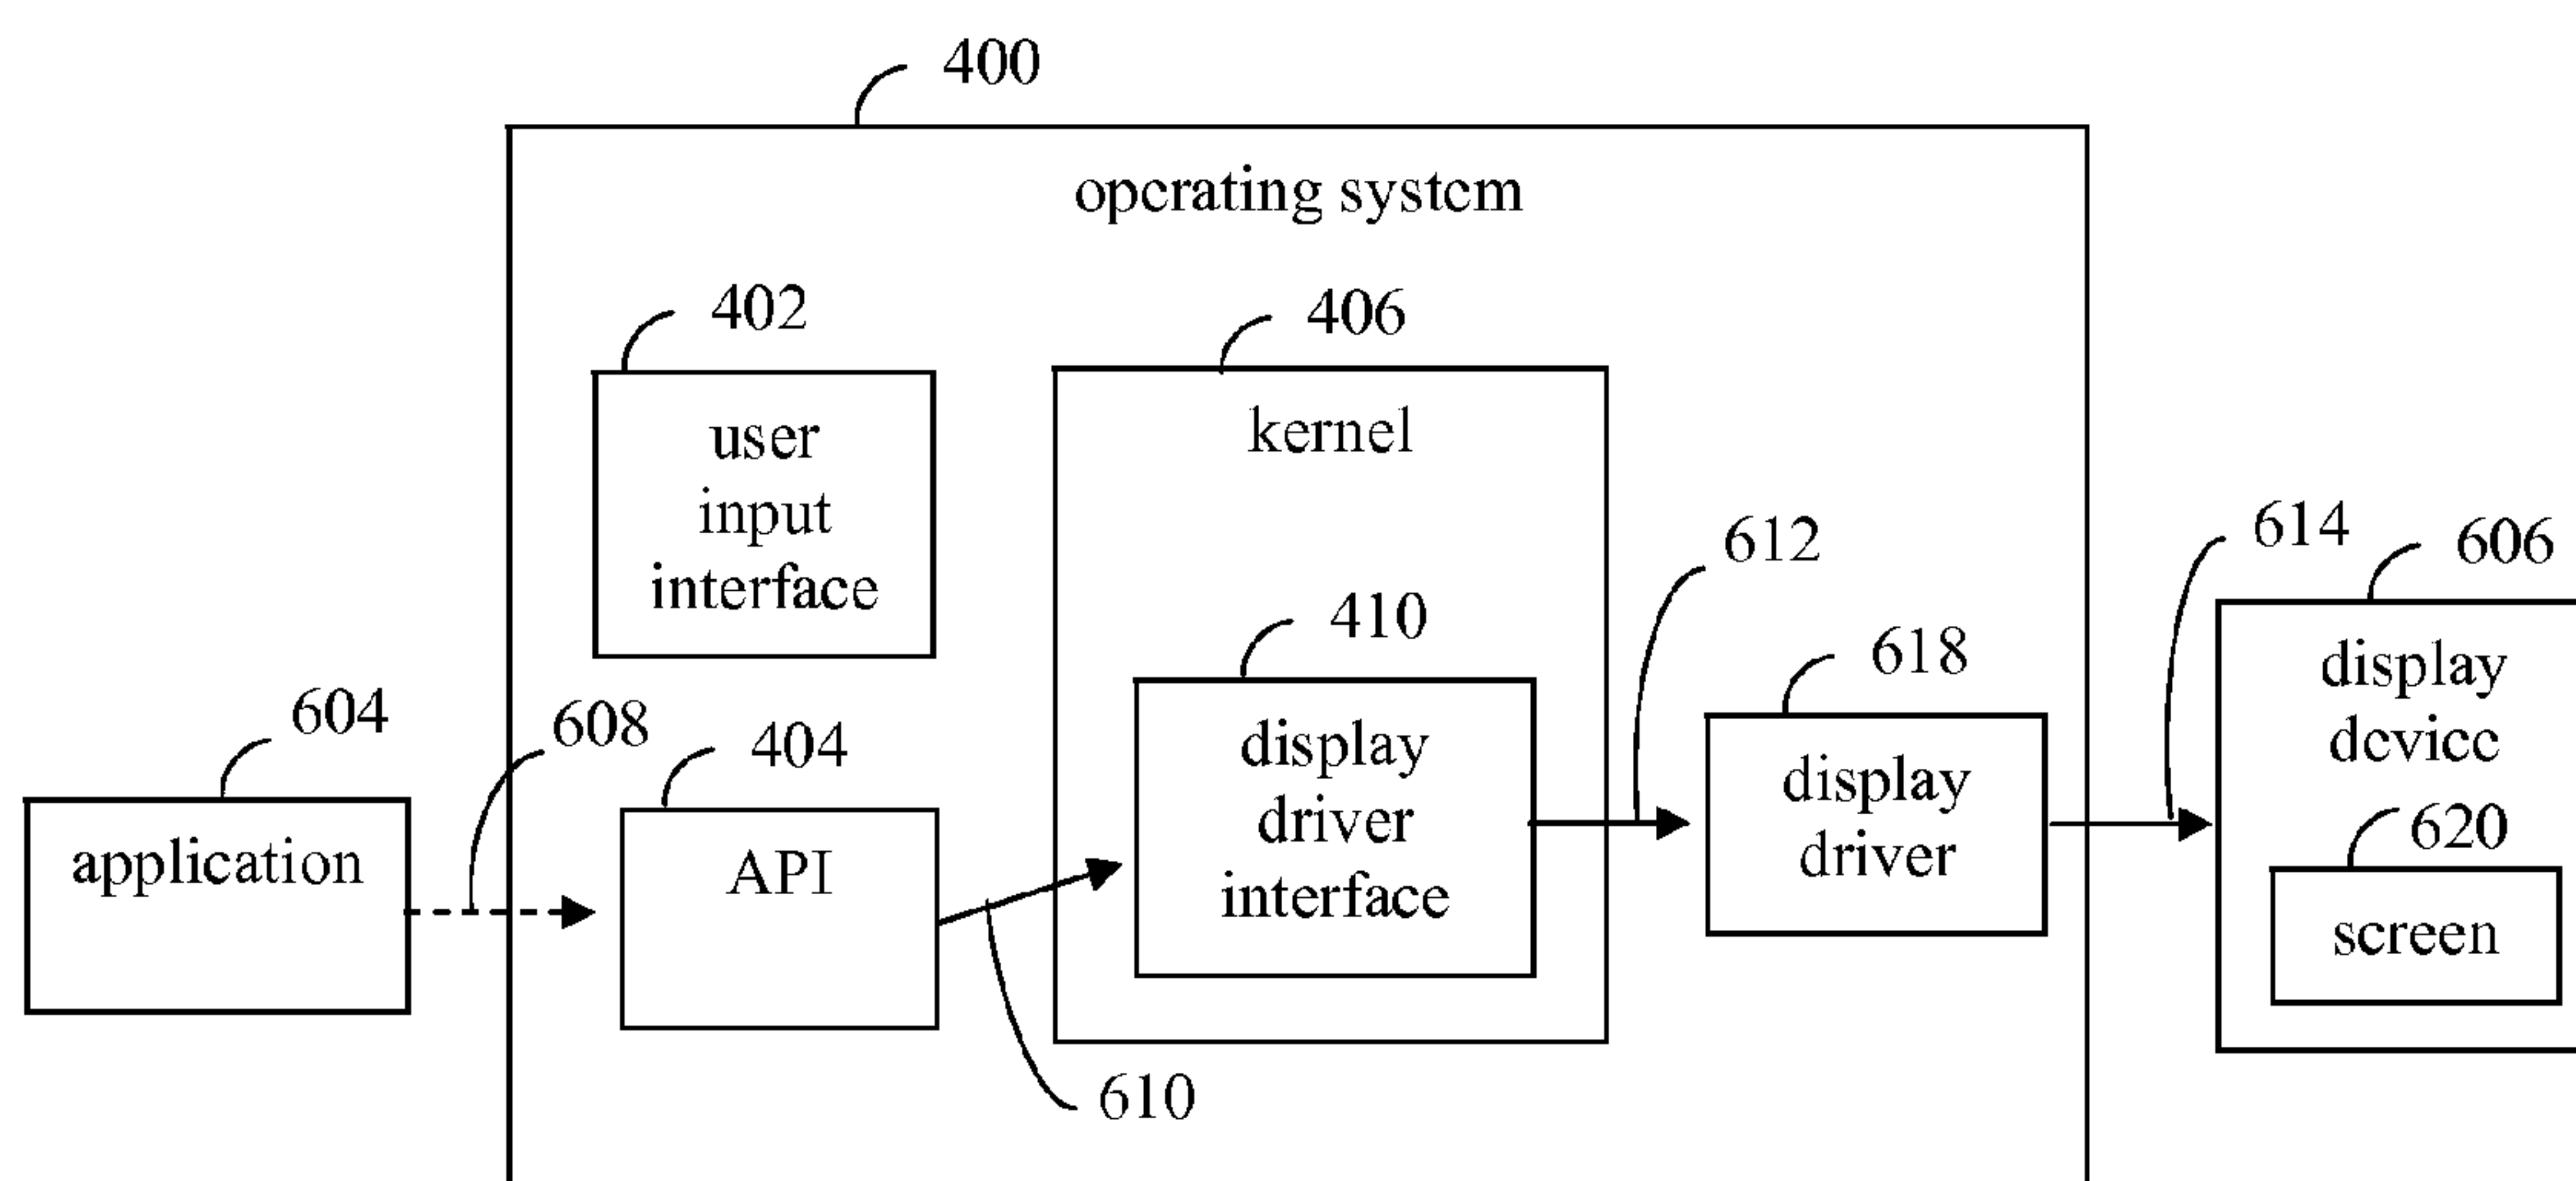 400
operating system
402
406
user
input
interface
kernel
612
614
606
410
618
display
device
604
608
404
display
driver
interface
display
driver
620
application
API
screen
610